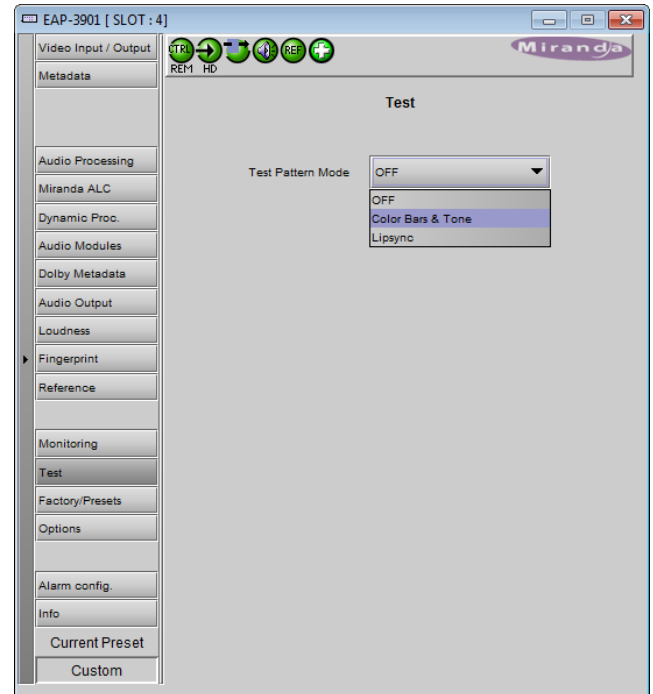 EAP-3901 [ SLOT : 4]
Video Input / Output
Metadata
Audio Processing
Miranda ALC
Dynamic Proc.
Audio Modules
Dolby Metadata
Audio Output
Loudness
Fingerprint
Reference
Monitoring
Test
Factory/Presets
Options
Alarm config.
Info
Current Preset
Custom
CTRL
REF
REM HD
Miranda
Test
Test Pattern Mode OFF
OFF
Color Bars & Tone
Lipsync